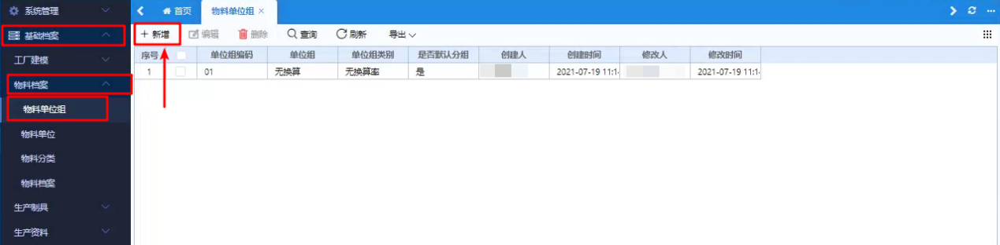 系统管理
首页 物料单位组 ×
基础档案
+ 新增 编辑 删除 查询 刷新 导出
工厂建模
物料档案
物料单位组
物料单位
物料分类
物料档案
生产制具
生产资料
序号 单位组编码 单位组 单位组类别 是否默认分组 创建人 创建时间 修改人 修改时间
1 01 无换算 无换算率 是 2021-07-19 11:1 2021-07-19 11:1